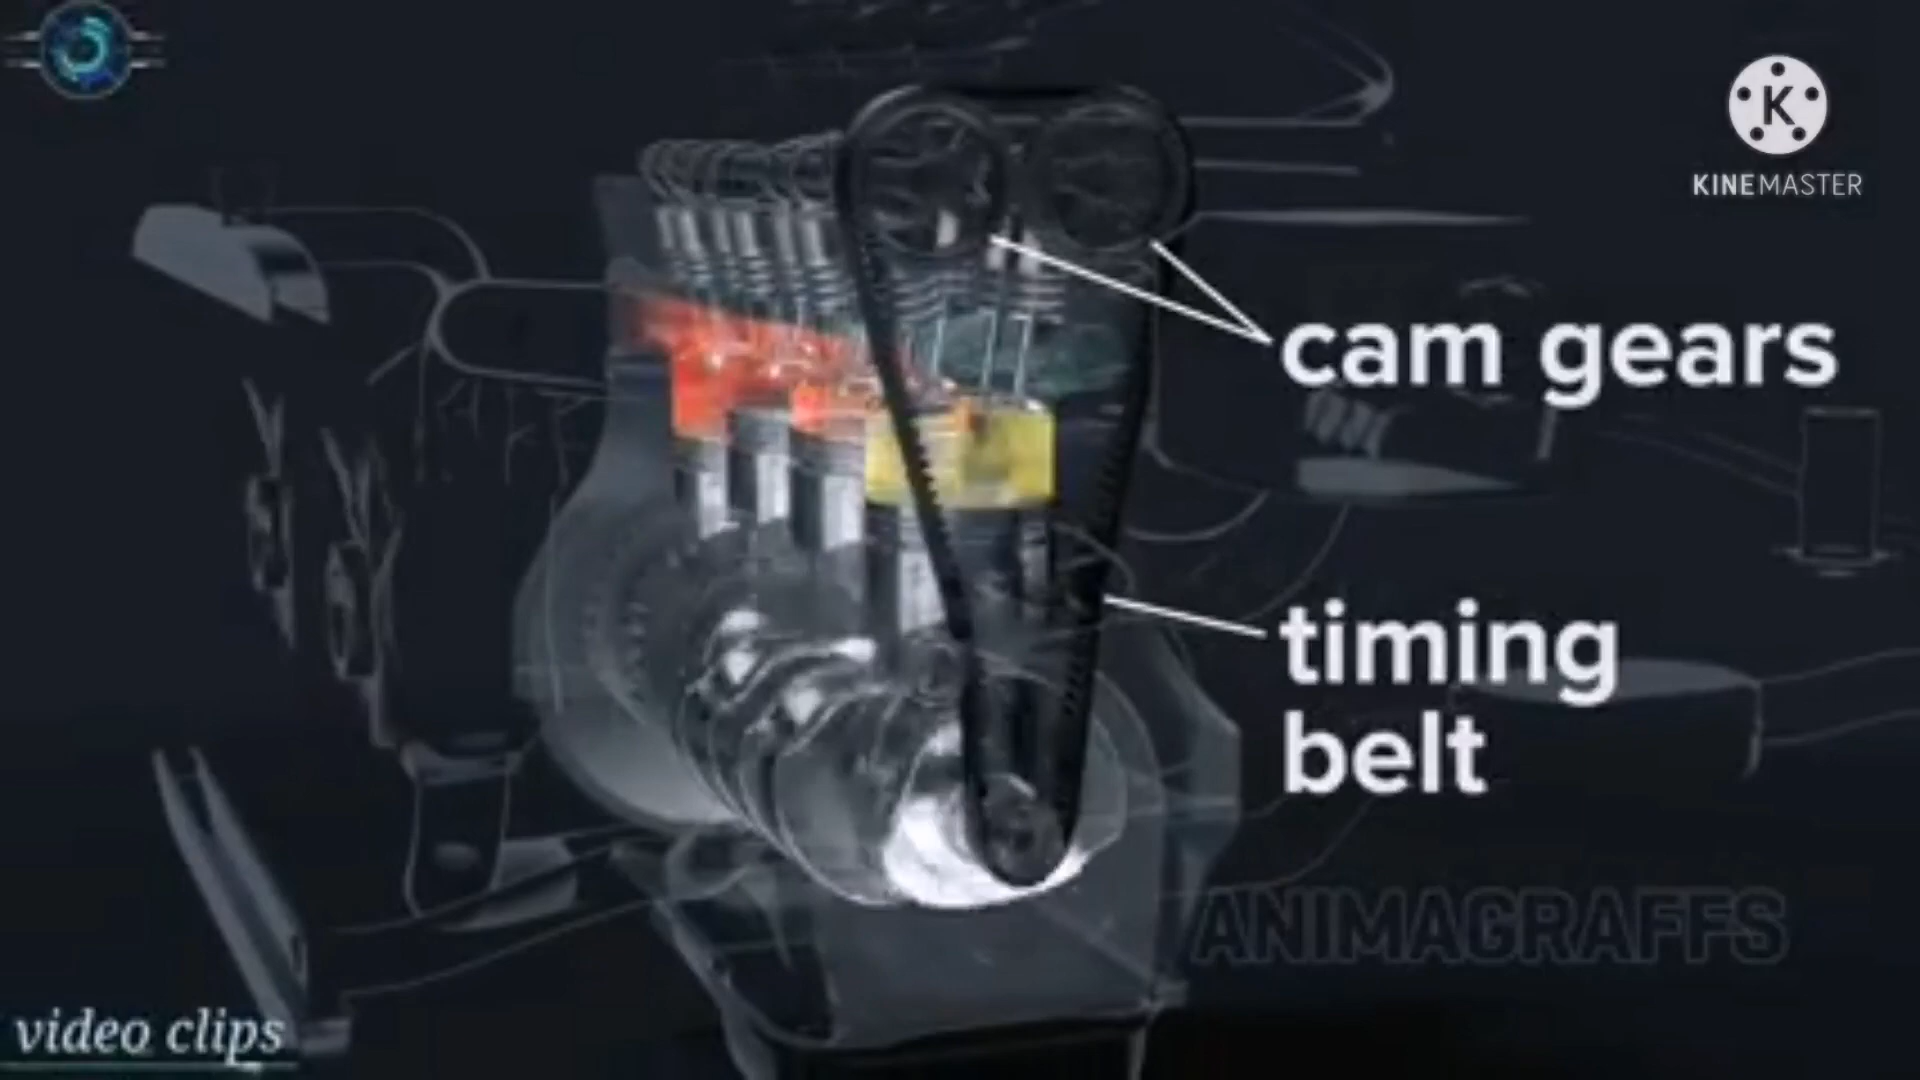 K
KINEMASTER
cam gears
timing
belt
ANIMAGRAFFS
video clips